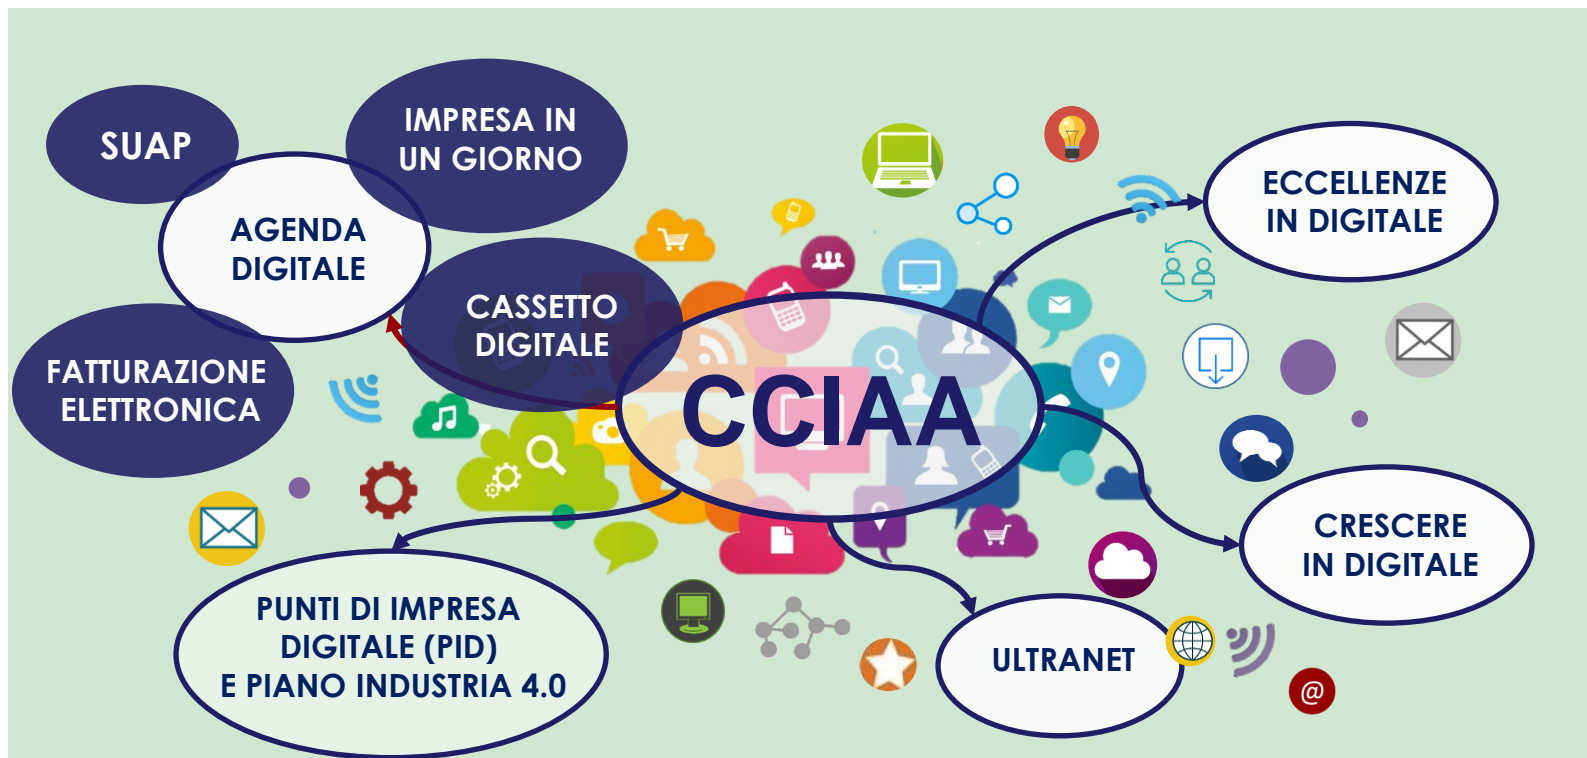 SUAP
IMPRESA IN
UN GIORNO
AGENDA
DIGITALE
CASSETTO
DIGITALE
FATTURAZIONE
ELETTRONICA
CCIAA
ECCELLENZE
IN DIGITALE
CRESCERE
IN DIGITALE
PUNTI DI IMPRESA
DIGITALE (PID)
E PIANO INDUSTRIA 4.0
ULTRANET
@